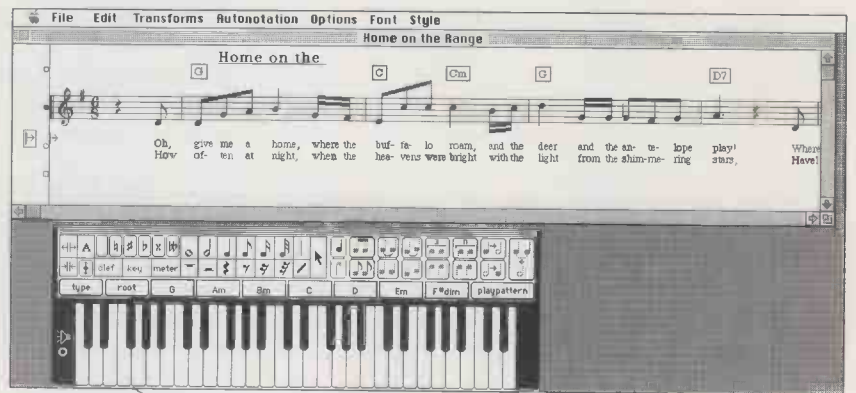 File Edit Transforms Autonotation Options Font Style
Home on the Range
Home on the
G C Cm G D7
Oh, give me a home, where the buf- fa- lo roam, and the deer and the an- te- lope play! Where
How of- ten at night, when the hea- vens were bright with the light from the shim-me- ring stars, Have I
A
clef key meter
type root G Am Bm C D Em F#dim playpattern